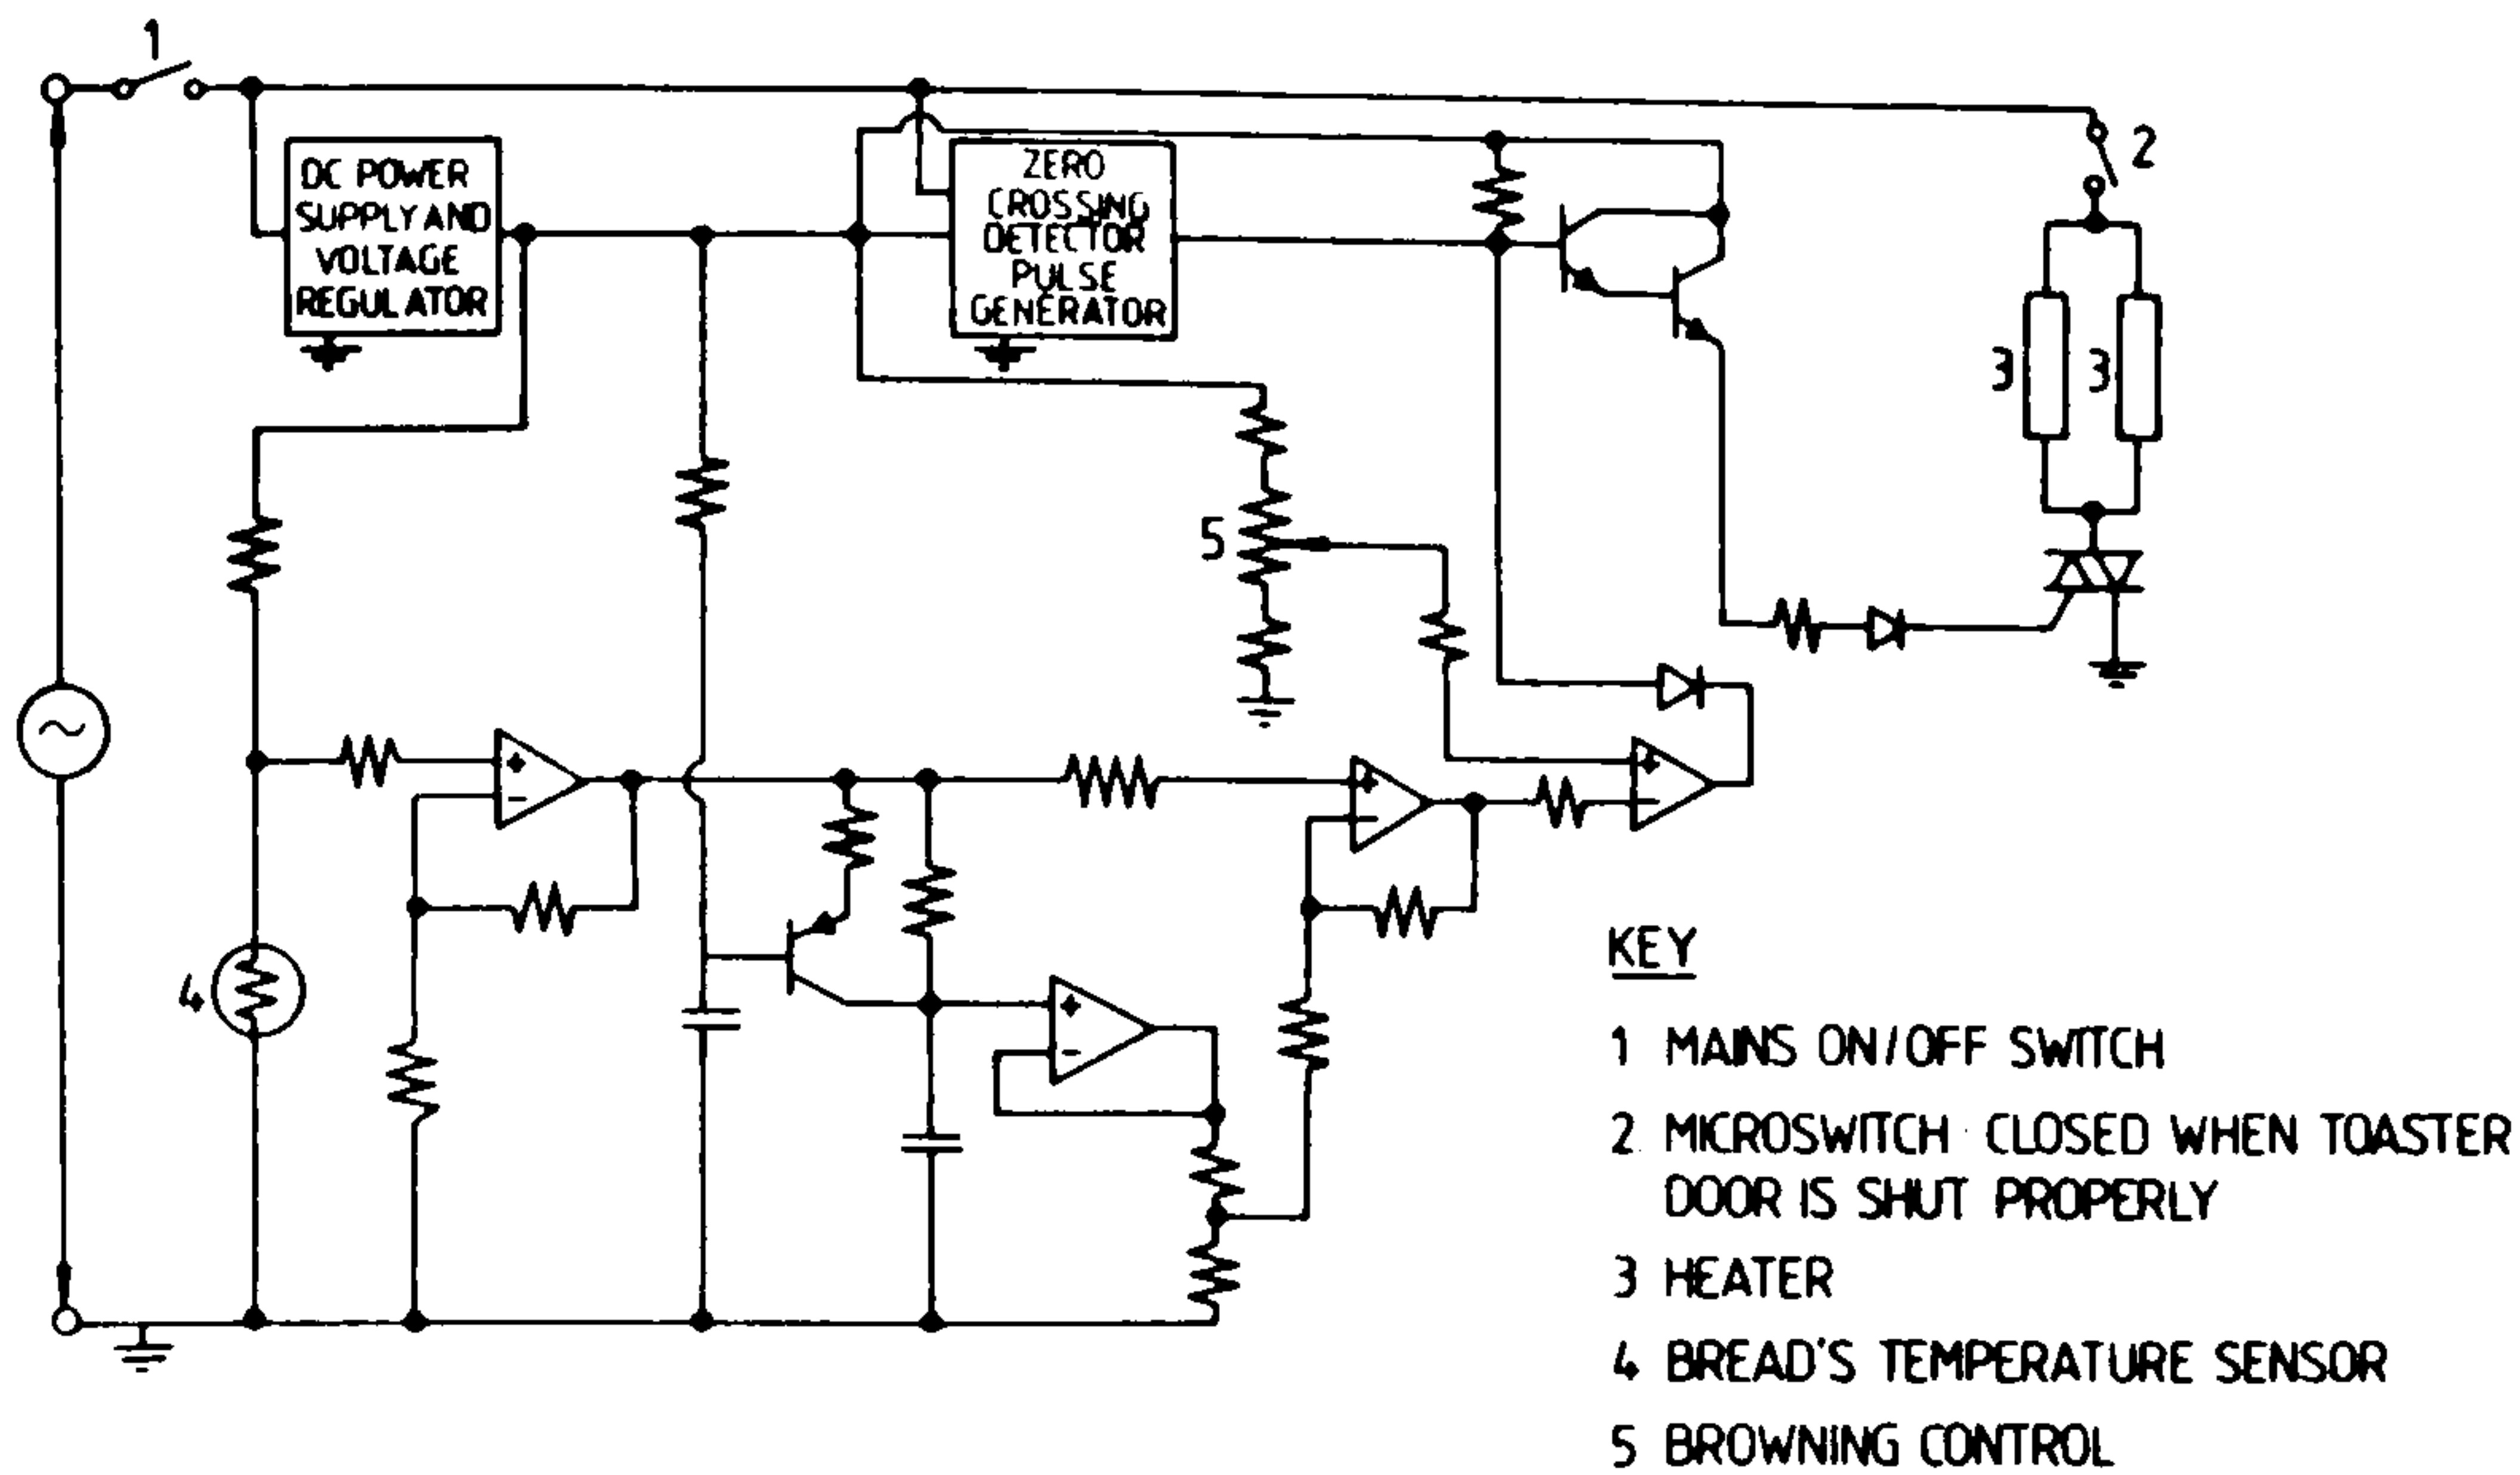 1
DC POWER
SUPPLY AND
VOLTAGE
REGULATOR
ZERO
CROSSING
DETECTOR
PULSE
GENERATOR
2
3
3
5
+
-
+
-
+
-
4
+
-
KEY
1 MAINS ON/OFF SWITCH
2 MICROSWITCH CLOSED WHEN TOASTER
DOOR IS SHUT PROPERLY
3 HEATER
4 BREAD'S TEMPERATURE SENSOR
5 BROWNING CONTROL